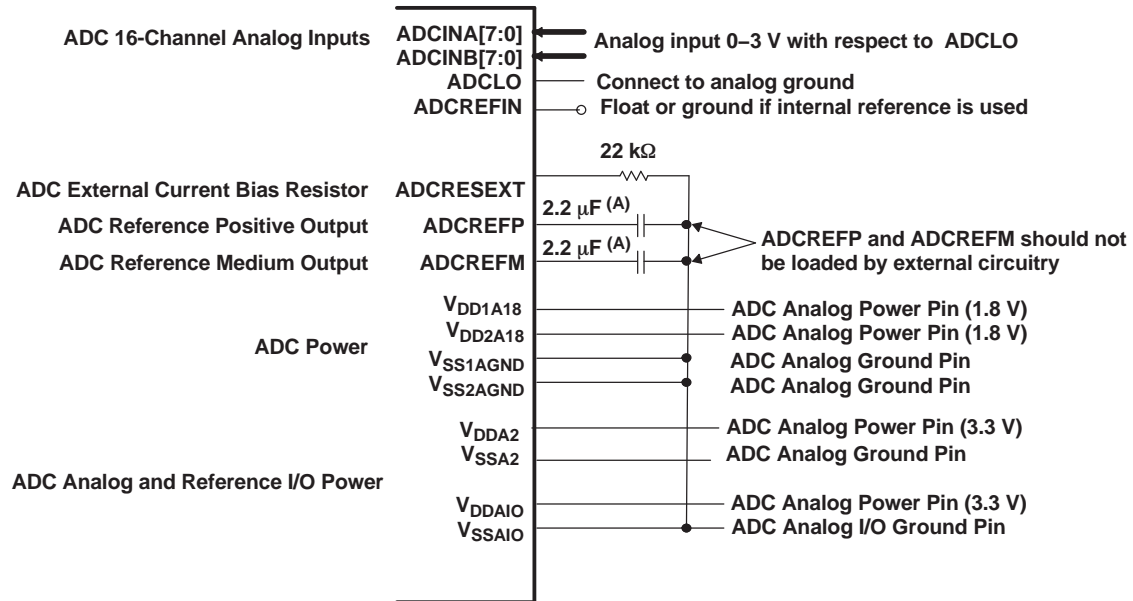 ADC 16-Channel Analog Inputs
ADCINA[7:0]
ADCINB[7:0]
Analog input 0–3 V with respect to ADCLO
ADCLO
Connect to analog ground
ADCREFIN
Float or ground if internal reference is used
22 kΩ
ADC External Current Bias Resistor
ADCRESEXT
ADC Reference Positive Output
ADCREFP
2.2 μF (A)
ADC Reference Medium Output
ADCREFM
2.2 μF (A)
ADCREFP and ADCREFM should not
be loaded by external circuitry
ADC Power
VDD1A18
ADC Analog Power Pin (1.8 V)
VDD2A18
ADC Analog Power Pin (1.8 V)
VSS1AGND
ADC Analog Ground Pin
VSS2AGND
ADC Analog Ground Pin
ADC Analog and Reference I/O Power
VDDA2
ADC Analog Power Pin (3.3 V)
VSSA2
ADC Analog Ground Pin
VDDAIO
ADC Analog Power Pin (3.3 V)
VSSAIO
ADC Analog I/O Ground Pin